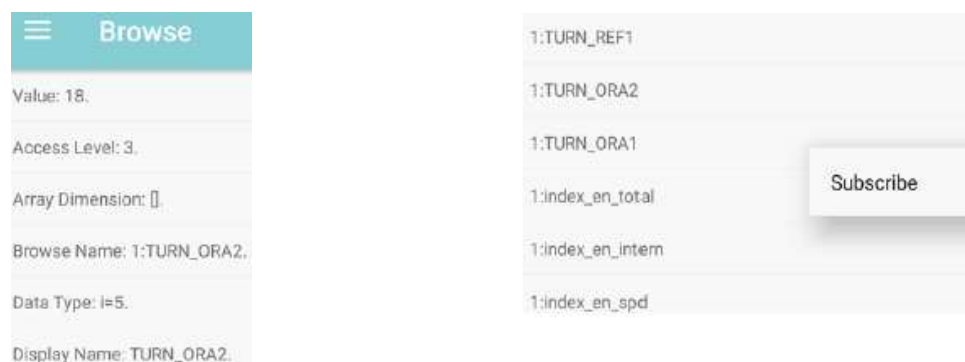 Browse
Value: 18.
Access Level: 3.
Array Dimension: [].
Browse Name: 1:TURN_ORA2.
Data Type: i=5.
Display Name: TURN_ORA2.
1:TURN_REF1
1:TURN_ORA2
1:TURN_ORA1
1:index_en_total
1:index_en_intern
1:index_en_spd
Subscribe